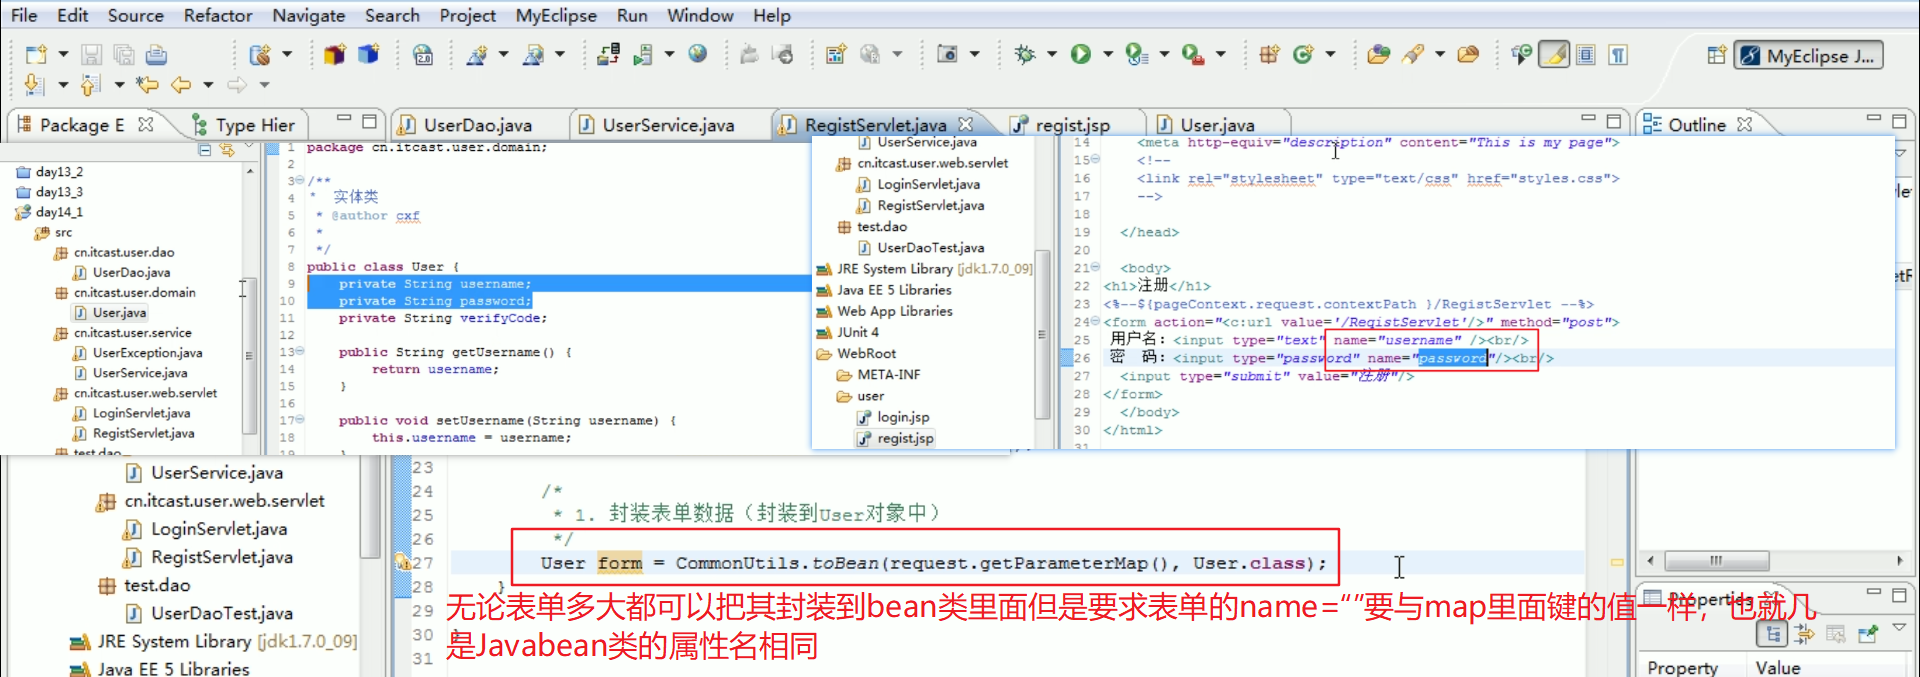 File Edit Source Refactor Navigate Search Project MyEclipse Run Window Help
MyEclipse J...
Package E Type Hier
UserDao.java UserService.java RegistServlet.java regist.jsp User.java
Outline
day13_2
day13_3
day14_1
src
cn.itcast.user.dao
UserDao.java
cn.itcast.user.domain
User.java
cn.itcast.user.service
UserException.java
UserService.java
cn.itcast.user.web.servlet
LoginServlet.java
RegistServlet.java
test.dao
1 package cn.itcast.user.domain;
2
3 /**
4 * 实体类
5 * @author cxf
6 *
7 */
8 public class User {
9 private String username;
10 private String password;
11 private String verifyCode;
12
13 public String getUsername() {
14 return username;
15 }
16
17 public void setUsername(String username) {
18 this.username = username;
19 }
UserService.java
cn.itcast.user.web.servlet
LoginServlet.java
RegistServlet.java
test.dao
UserDaoTest.java
JRE System Library [jdk1.7.0_09]
Java EE 5 Libraries
Web App Libraries
JUnit 4
WebRoot
META-INF
user
login.jsp
regist.jsp
14 <meta http-equiv="description" content="This is my page">
15 <!--
16 <link rel="stylesheet" type="text/css" href="styles.css">
17 -->
18
19 </head>
20
21 <body>
22 <h1>注册</h1>
23 <%--${pageContext.request.contextPath }/RegistServlet --%>
24 <form action="<c:url value='/RegistServlet'/>" method="post">
25 用户名：<input type="text" name="username" /><br/>
26 密 码：<input type="password" name="password"/><br/>
27 <input type="submit" value="注册"/>
28 </form>
29 </body>
30 </html>
31
UserService.java
cn.itcast.user.web.servlet
LoginServlet.java
RegistServlet.java
test.dao
UserDaoTest.java
JRE System Library [jdk1.7.0_09]
Java EE 5 Libraries
23
24 /*
25 * 1. 封装表单数据（封装到User对象中）
26 */
27 User form = CommonUtils.toBean(request.getParameterMap(), User.class);
28 }
29
30 }
31
无论表单多大都可以把其封装到bean类里面但是要求表单的name=“”要与map里面键的值一样，也就几
是Javabean类的属性名相同
Properties
Property Value